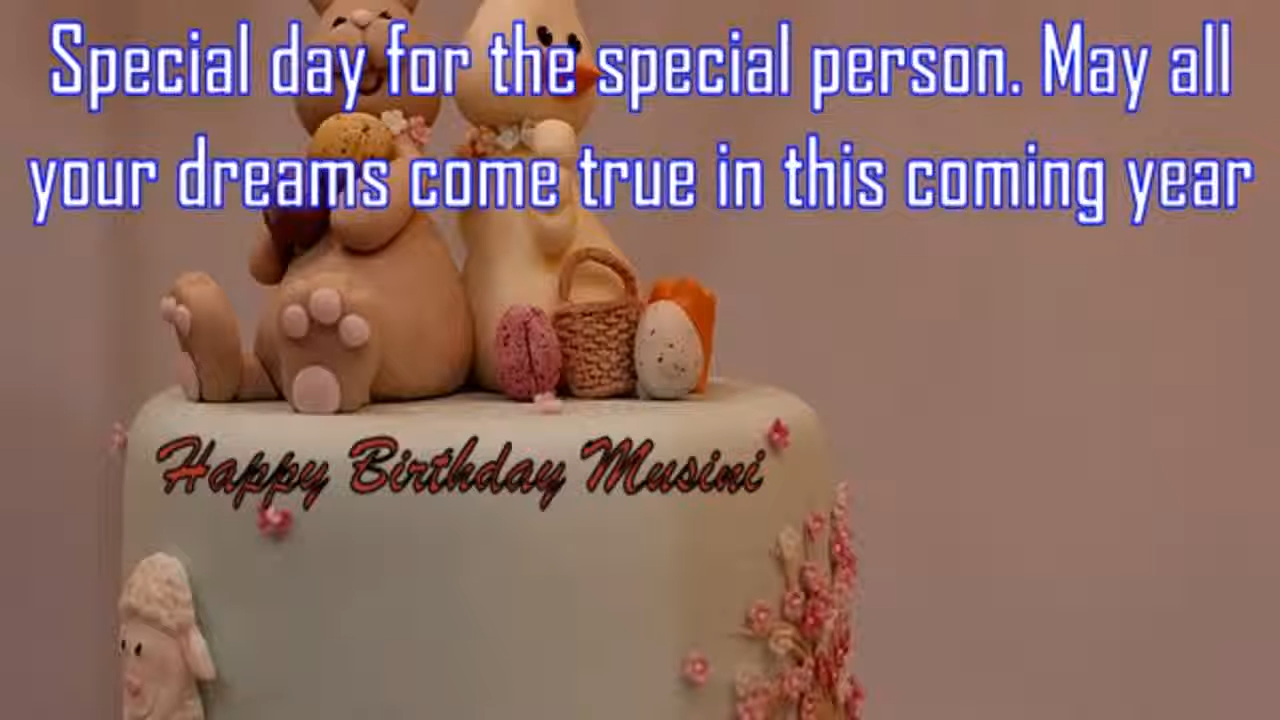 Special day for the special person. May all
your dreams come true in this coming year
Happy Birthday Musini